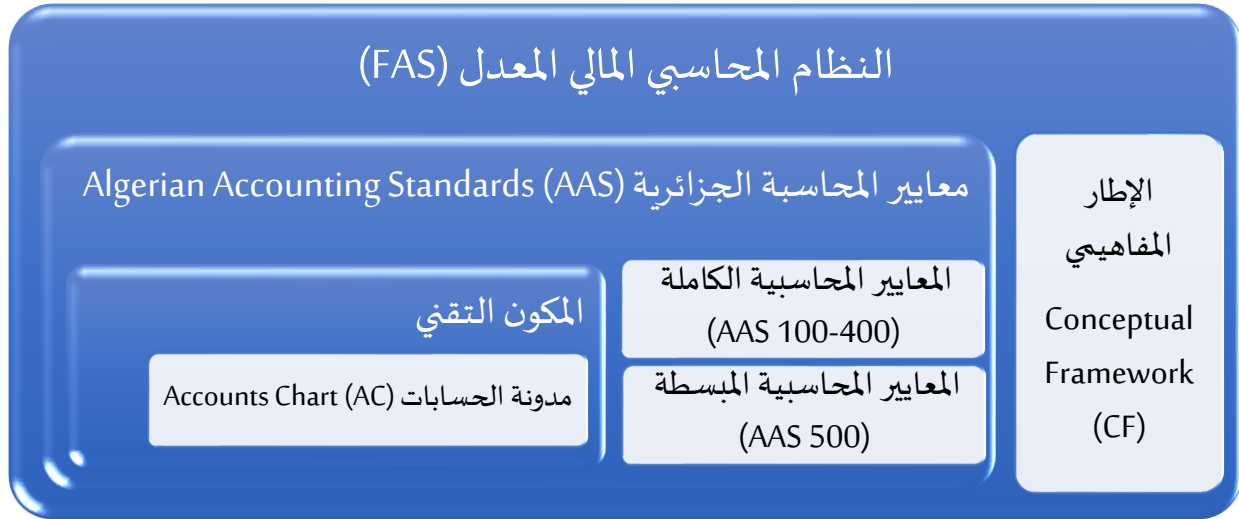 النظام المحاسبي المالي المعدل (FAS)
الإطار
المفاهيمي
Conceptual
Framework
(CF)
معايير المحاسبة الجزائرية Algerian Accounting Standards (AAS)
المعايير المحاسبية الكاملة
(AAS 100-400)
المعايير المحاسبية المبسطة
(AAS 500)
المكون التقني
مدونة الحسابات Accounts Chart (AC)